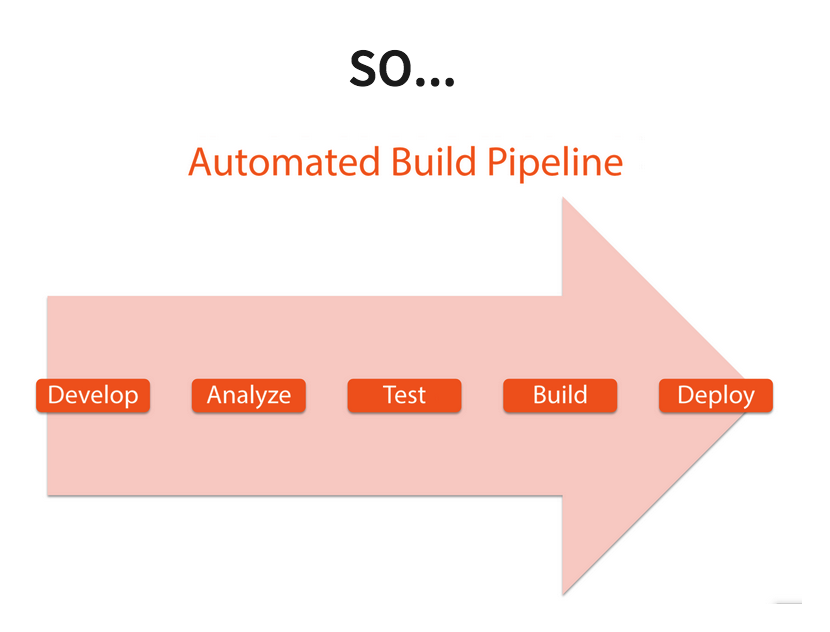 SO...
Automated Build Pipeline
Develop
Analyze
Test
Build
Deploy